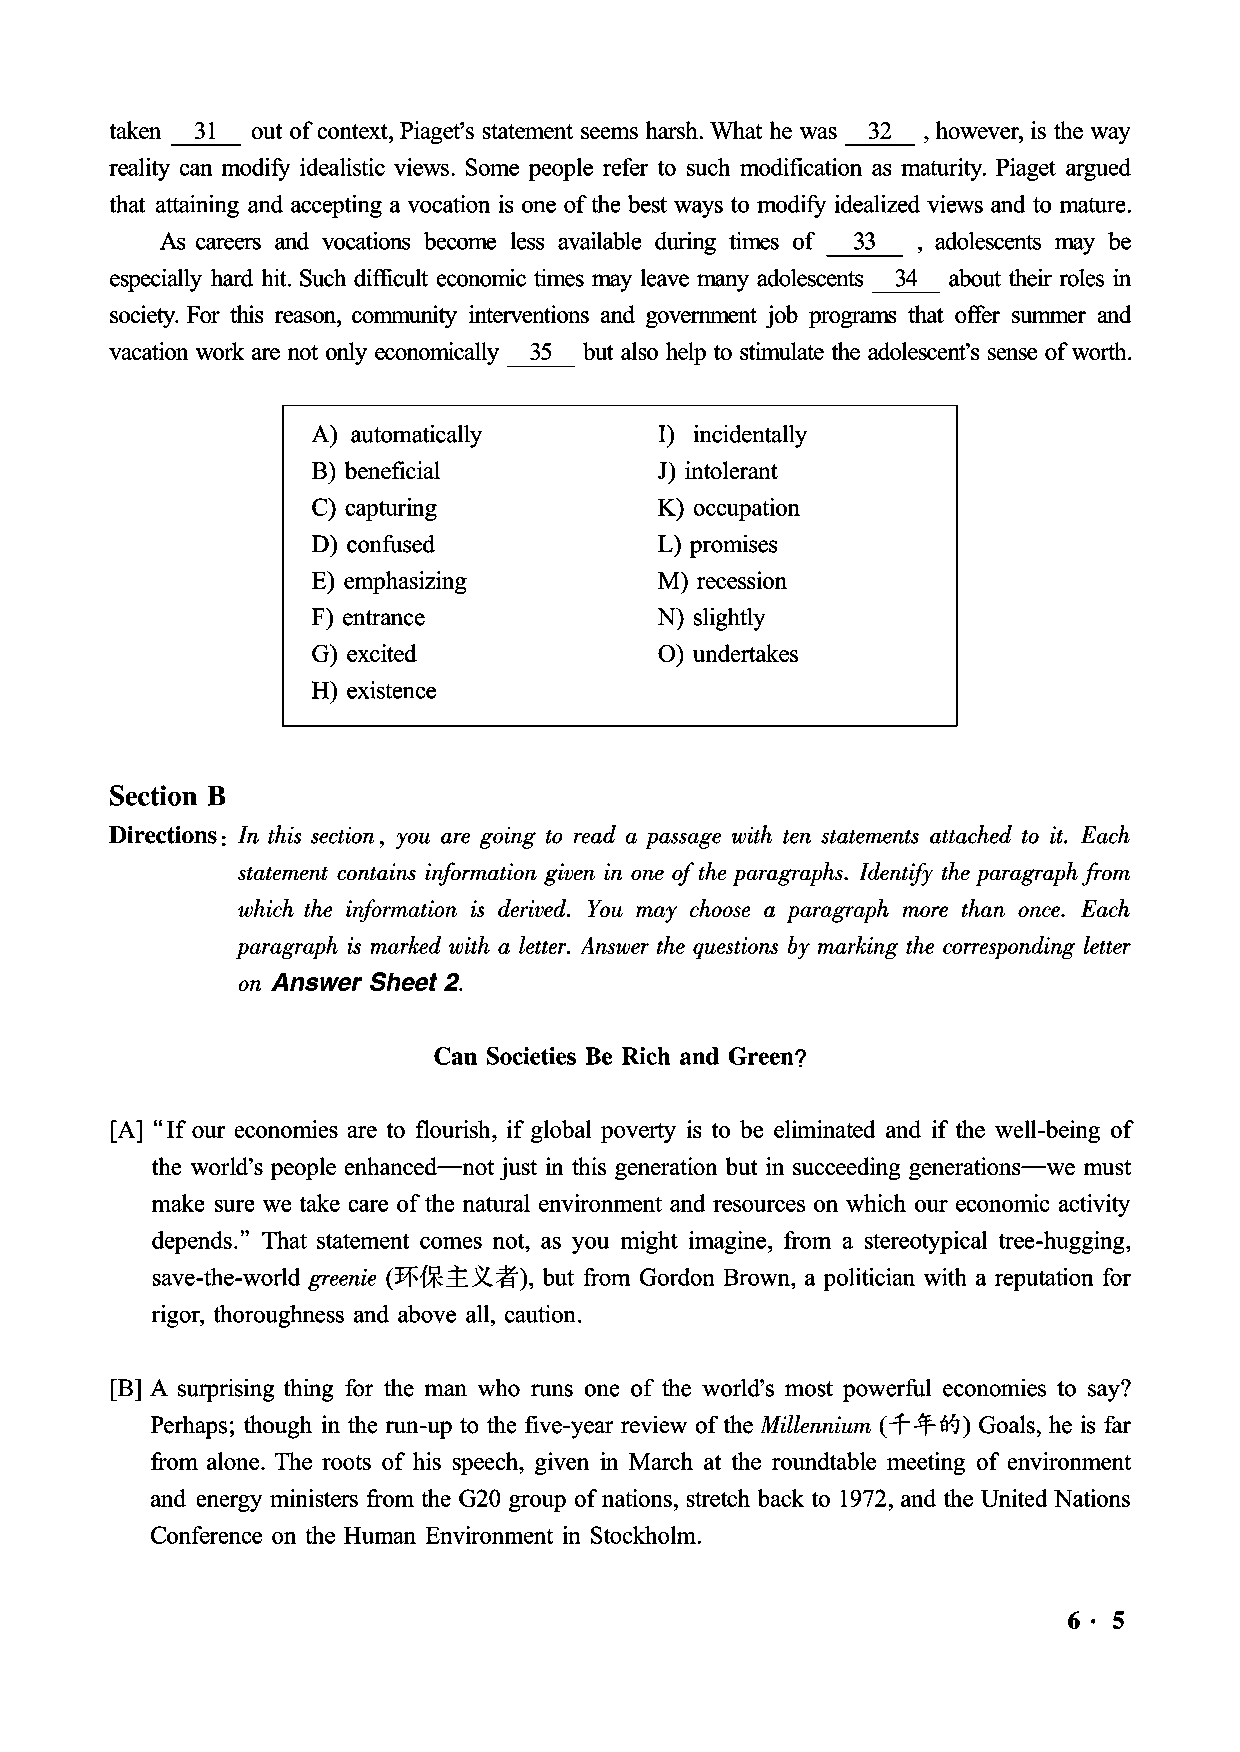 taken 31 out of context, Piaget's statement seems harsh. What he was 32 , however, is the way
reality can modify idealistic views. Some people refer to such modification as maturity. Piaget argued
that attaining and accepting a vocation is one of the best ways to modify idealized views and to mature.
As careers and vocations become less available during times of 33 , adolescents may be
especially hard hit. Such difficult economic times may leave many adolescents 34 about their roles in
society. For this reason, community interventions and government job programs that offer summer and
vacation work are not only economically 35 but also help to stimulate the adolescent's sense of worth.
A) automatically I) incidentally
B) beneficial J) intolerant
C) capturing K) occupation
D) confused L) promises
E) emphasizing M) recession
F) entrance N) slightly
G) excited O) undertakes
H) existence
Section B
Directions: In this section, you are going to read a passage with ten statements attached to it. Each
statement contains information given in one of the paragraphs. Identify the paragraph from
which the information is derived. You may choose a paragraph more than once. Each
paragraph is marked with a letter. Answer the questions by marking the corresponding letter
on Answer Sheet 2.
Can Societies Be Rich and Green?
[A] “If our economies are to flourish, if global poverty is to be eliminated and if the well-being of
the world's people enhanced—not just in this generation but in succeeding generations—we must
make sure we take care of the natural environment and resources on which our economic activity
depends.” That statement comes not, as you might imagine, from a stereotypical tree-hugging,
save-the-world greenie (环保主义者), but from Gordon Brown, a politician with a reputation for
rigor, thoroughness and above all, caution.
[B] A surprising thing for the man who runs one of the world's most powerful economies to say?
Perhaps; though in the run-up to the five-year review of the Millennium (千年的) Goals, he is far
from alone. The roots of his speech, given in March at the roundtable meeting of environment
and energy ministers from the G20 group of nations, stretch back to 1972, and the United Nations
Conference on the Human Environment in Stockholm.
6 · 5